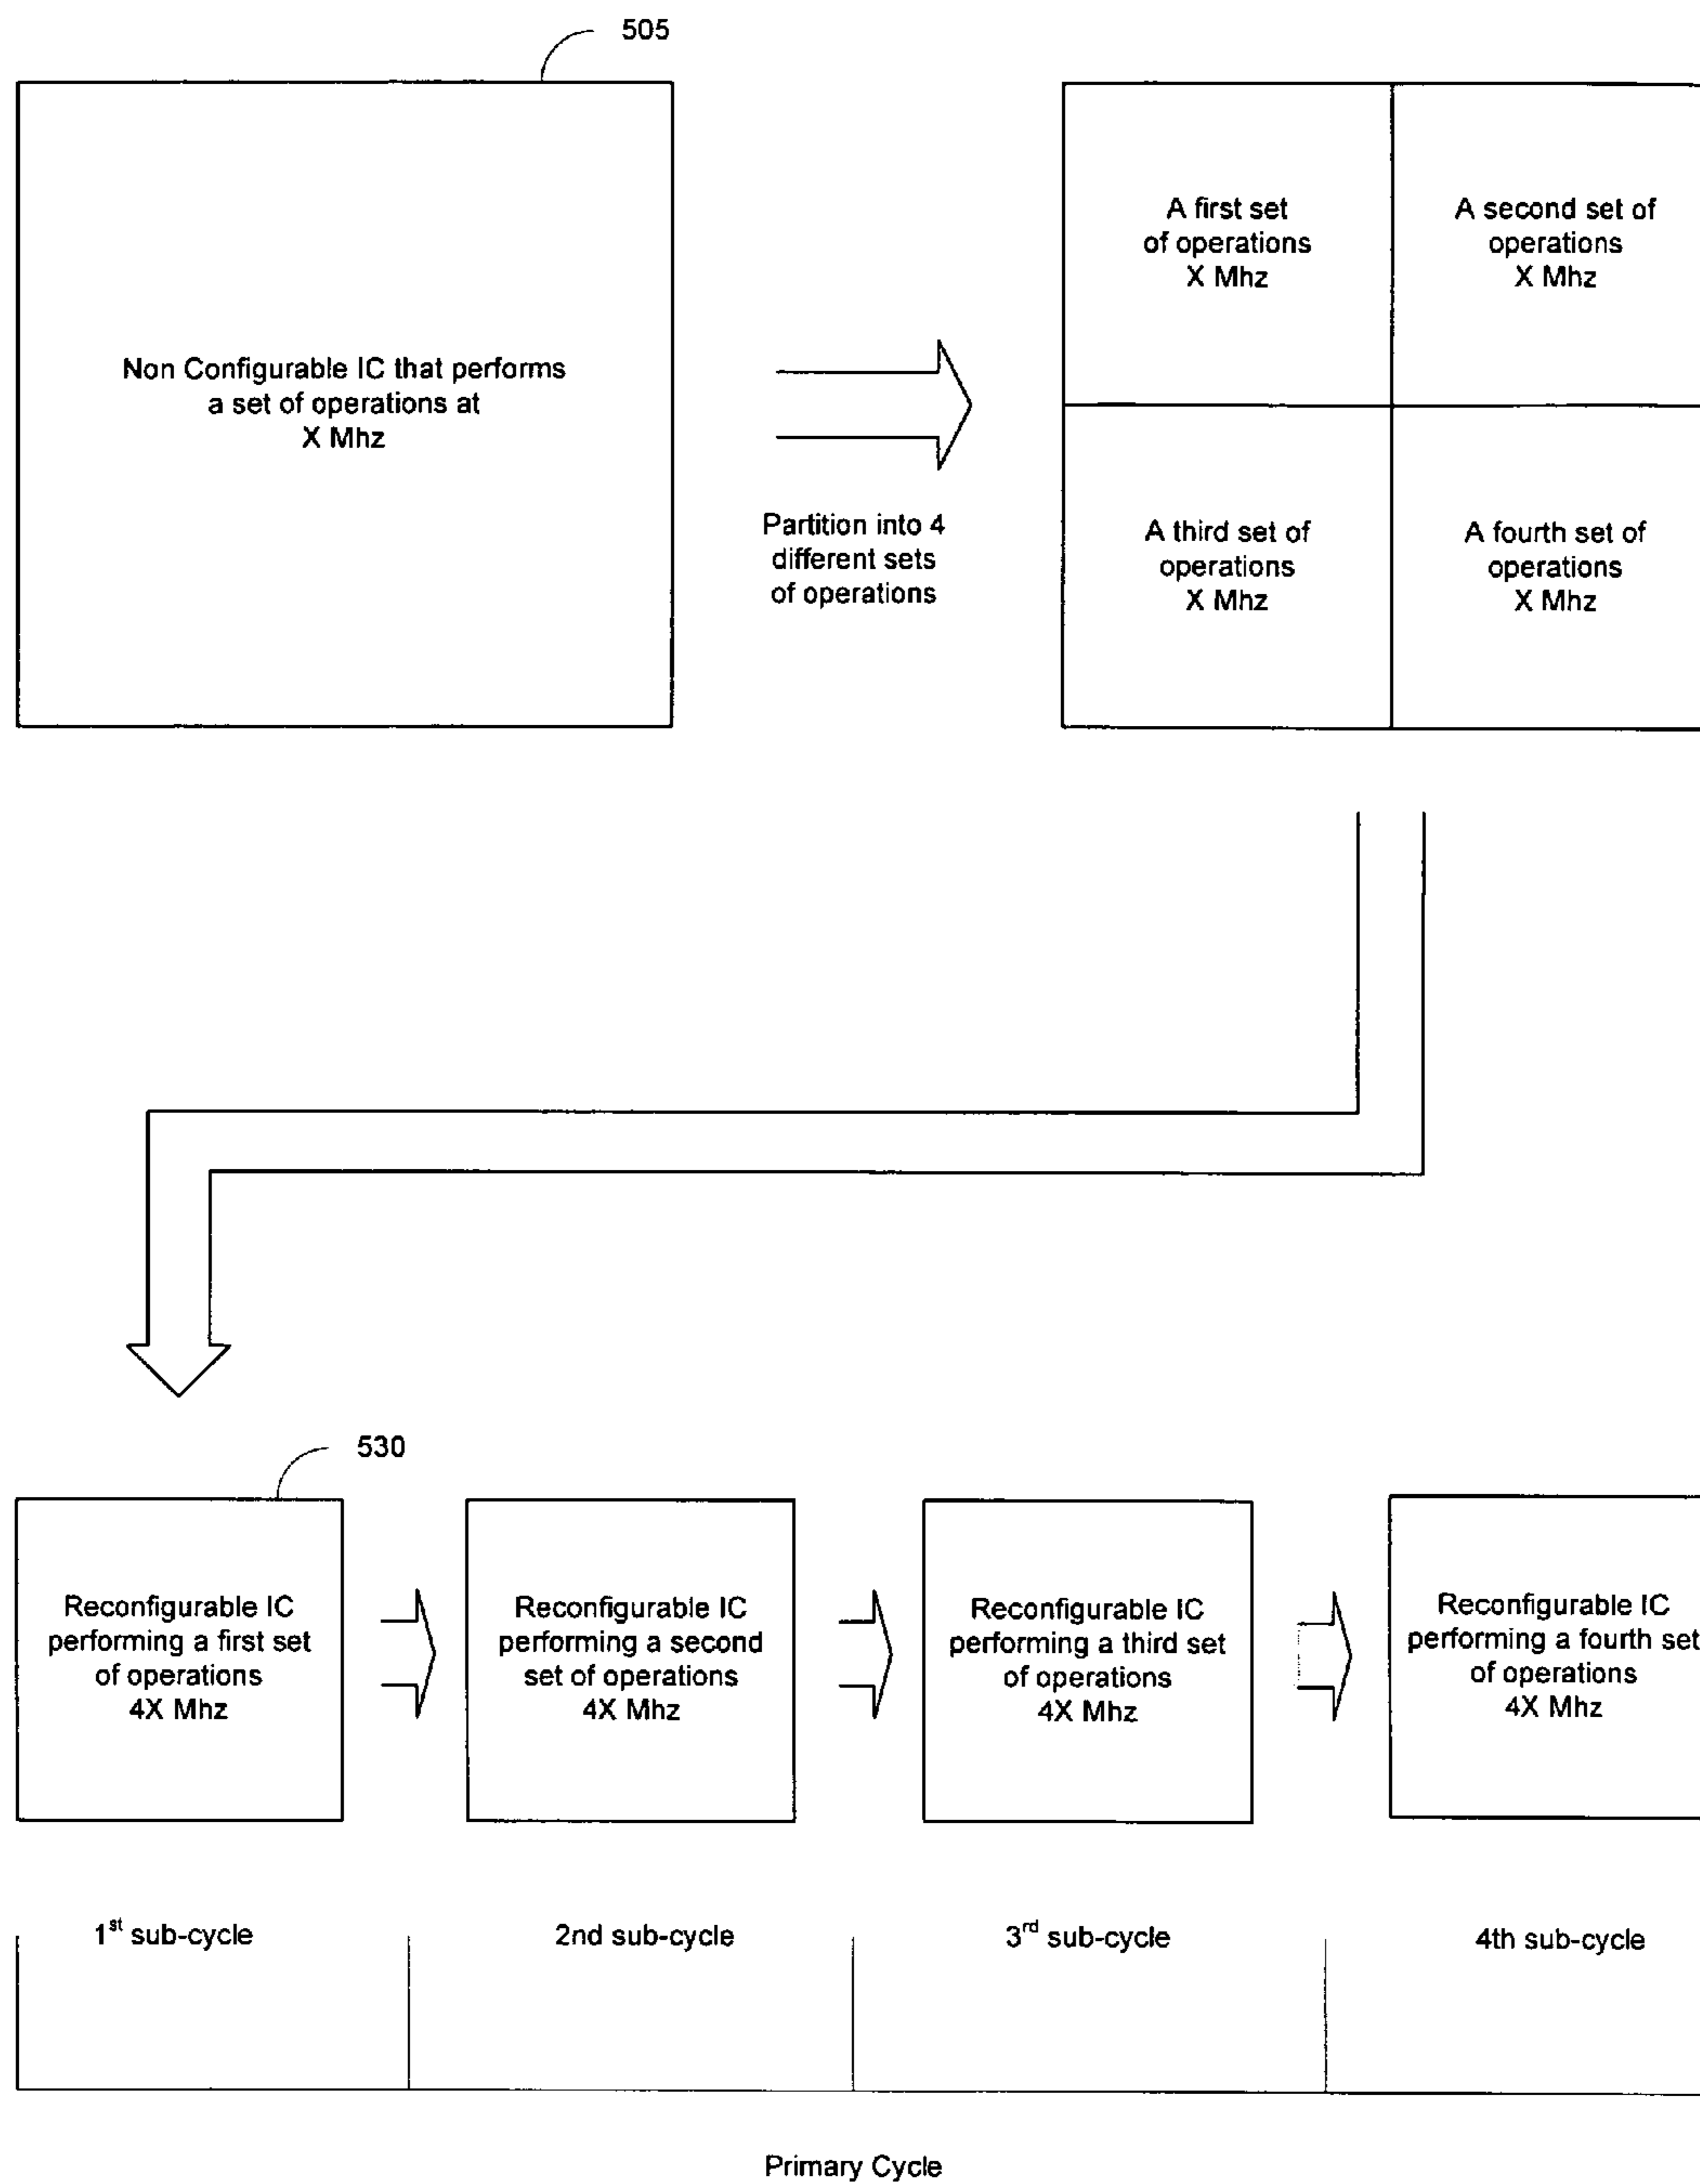 505
Non Configurable IC that performs
a set of operations at
X Mhz
Partition into 4
different sets
of operations
A first set
of operations
X Mhz
A second set of
operations
X Mhz
A third set of
operations
X Mhz
A fourth set of
operations
X Mhz
530
Reconfigurable IC
performing a first set
of operations
4X Mhz
Reconfigurable IC
performing a second
set of operations
4X Mhz
Reconfigurable IC
performing a third set
of operations
4X Mhz
Reconfigurable IC
performing a fourth set
of operations
4X Mhz
1st sub-cycle
2nd sub-cycle
3rd sub-cycle
4th sub-cycle
Primary Cycle